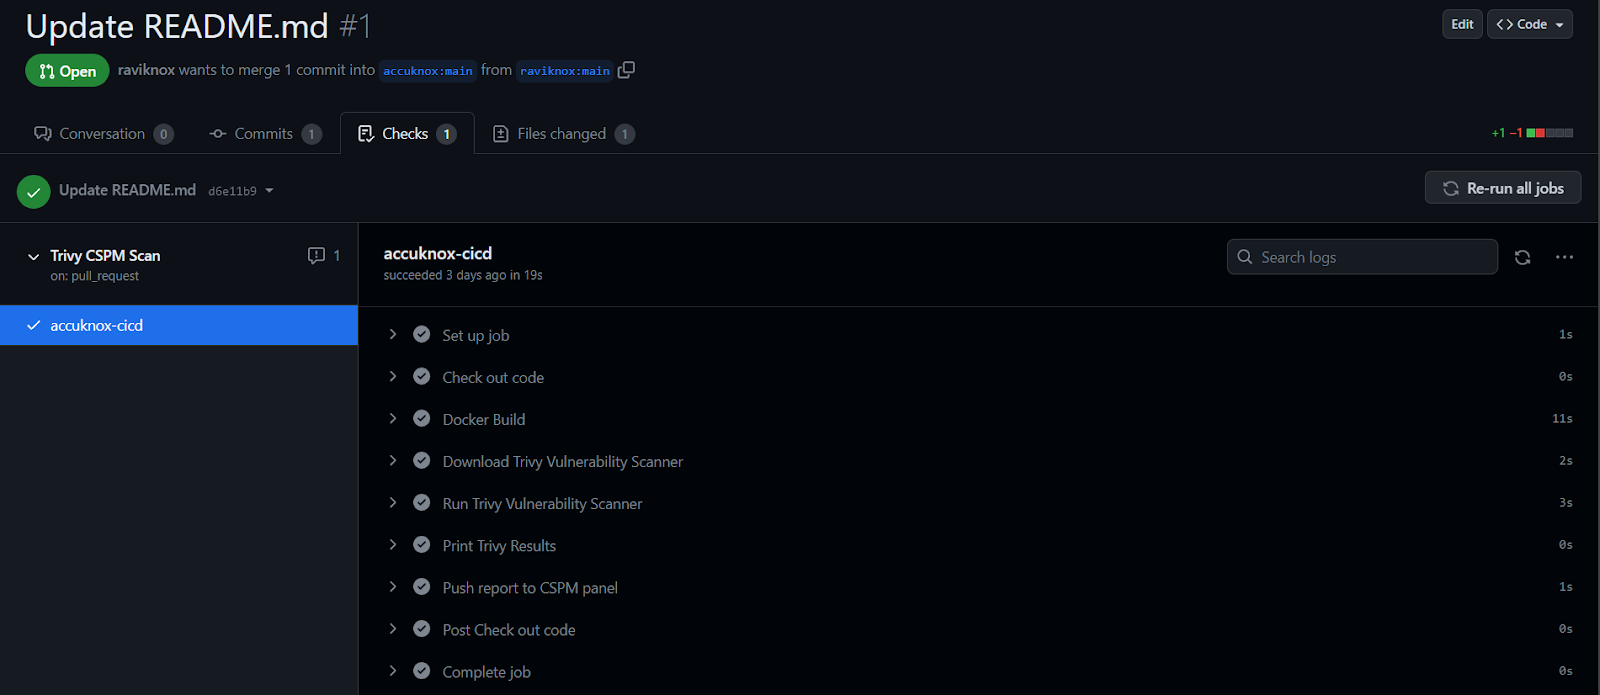 Update README.md #1
Edit
Code
Open
raviknox wants to merge 1 commit into accuknox:main from raviknox:main
Conversation 0
Commits 1
Checks 1
Files changed 1
+1 −1
Update README.md d6e11b9
Re-run all jobs
Trivy CSPM Scan 1
on: pull_request
accuknox-cicd
accuknox-cicd
succeeded 3 days ago in 19s
Search logs
Set up job 1s
Check out code 0s
Docker Build 11s
Download Trivy Vulnerability Scanner 2s
Run Trivy Vulnerability Scanner 3s
Print Trivy Results 0s
Push report to CSPM panel 1s
Post Check out code 0s
Complete job 0s